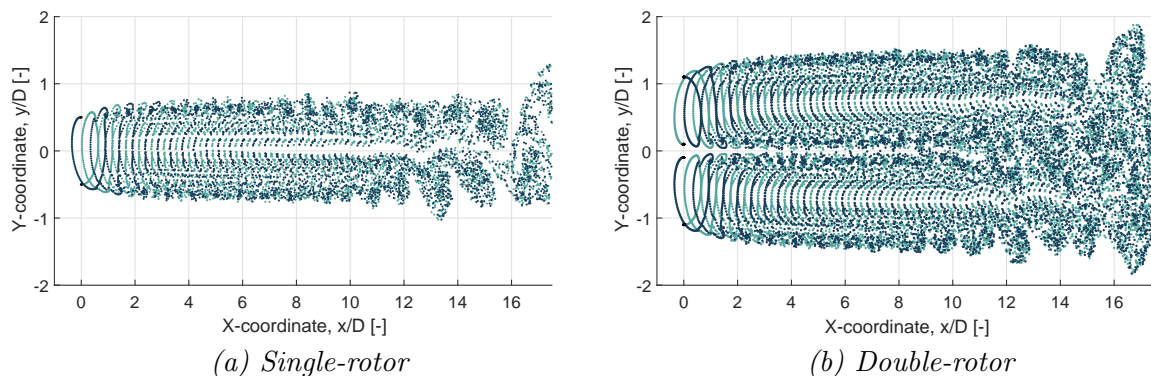 2
1
0
-1
-2
Y-coordinate, y/D [-]
0 2 4 6 8 10 12 14 16
X-coordinate, x/D [-]
(a) Single-rotor
2
1
0
-1
-2
Y-coordinate, y/D [-]
0 2 4 6 8 10 12 14 16
X-coordinate, x/D [-]
(b) Double-rotor